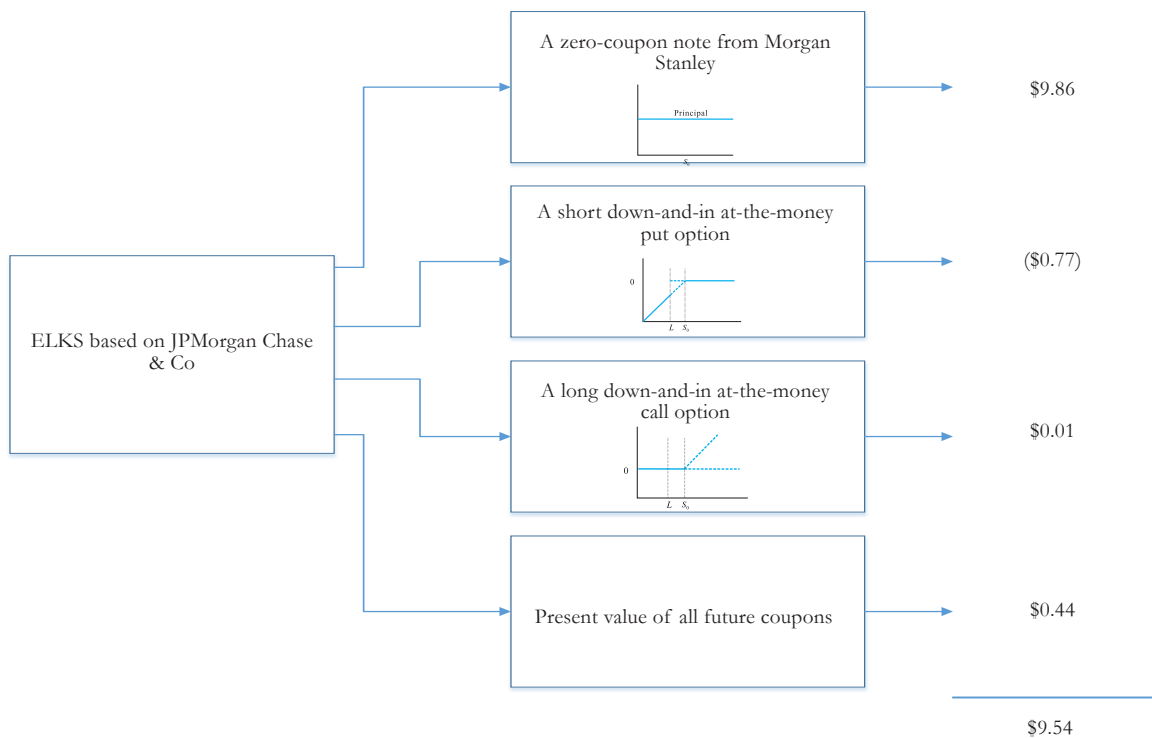 A zero-coupon note from Morgan
Stanley
Principal
S₀
$9.86
A short down-and-in at-the-money
put option
0
L S₀
($0.77)
ELKS based on JPMorgan Chase
& Co
A long down-and-in at-the-money
call option
0
L S₀
$0.01
Present value of all future coupons
$0.44
$9.54